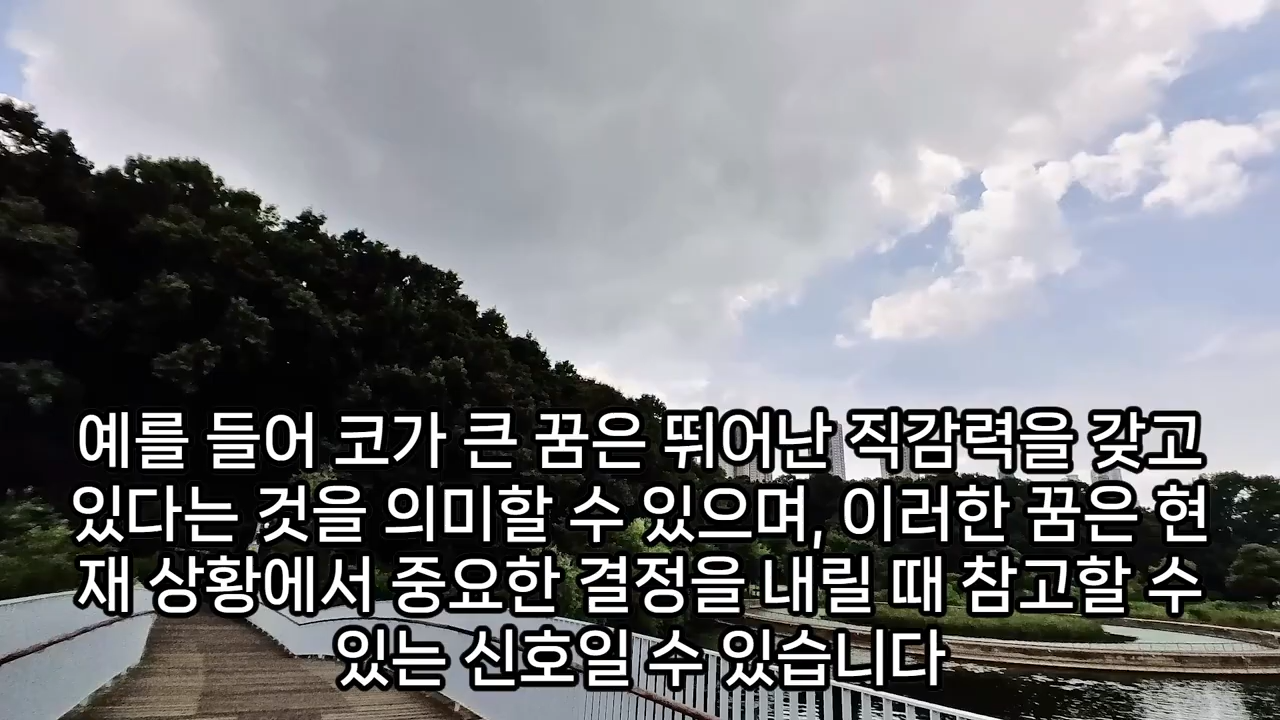 예를 들어 코가 큰 꿈은 뛰어난 직감력을 갖고
있다는 것을 의미할 수 있으며, 이러한 꿈은 현
재 상황에서 중요한 결정을 내릴 때 참고할 수
있는 신호일 수 있습니다